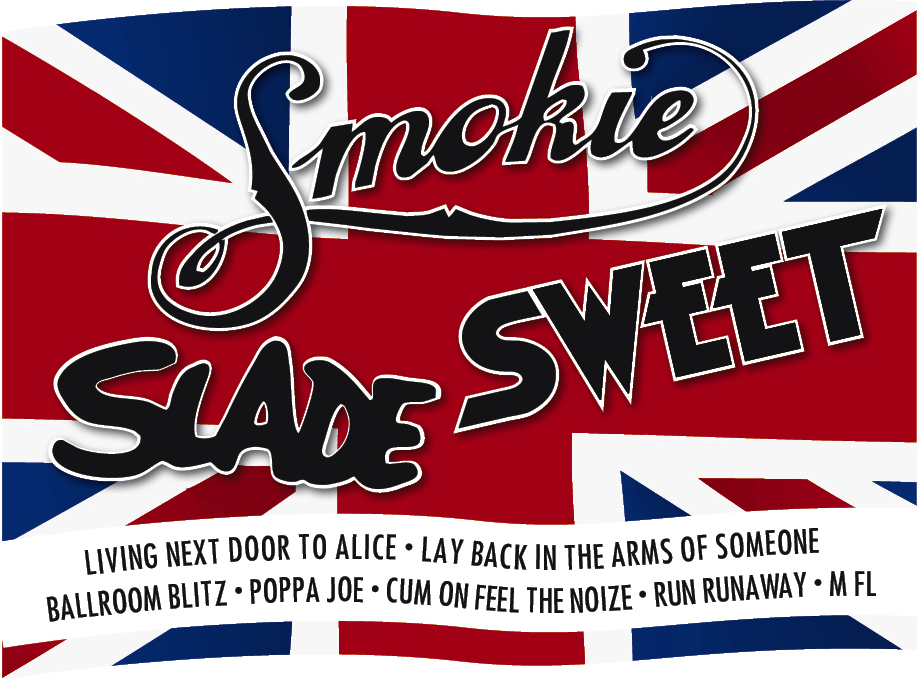 Smokie
SWEET
SLADE
LIVING NEXT DOOR TO ALICE • LAY BACK IN THE ARMS OF SOMEONE
BALLROOM BLITZ • POPPA JOE • CUM ON FEEL THE NOIZE • RUN RUNAWAY • M FL